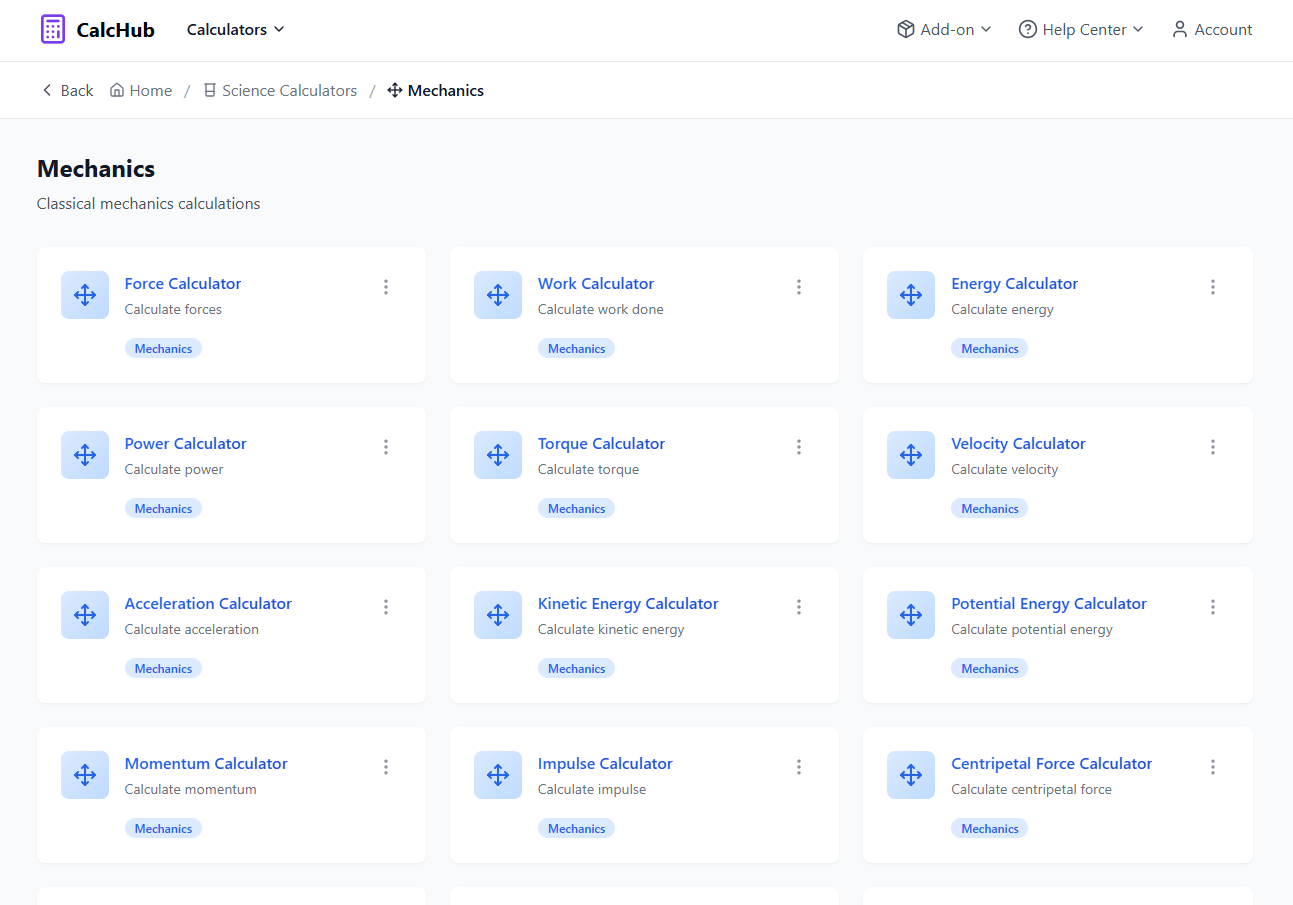 CalcHub Calculators Add-on Help Center Account
Back Home / Science Calculators / Mechanics
Mechanics
Classical mechanics calculations
Force Calculator
Calculate forces
Mechanics
Work Calculator
Calculate work done
Mechanics
Energy Calculator
Calculate energy
Mechanics
Power Calculator
Calculate power
Mechanics
Torque Calculator
Calculate torque
Mechanics
Velocity Calculator
Calculate velocity
Mechanics
Acceleration Calculator
Calculate acceleration
Mechanics
Kinetic Energy Calculator
Calculate kinetic energy
Mechanics
Potential Energy Calculator
Calculate potential energy
Mechanics
Momentum Calculator
Calculate momentum
Mechanics
Impulse Calculator
Calculate impulse
Mechanics
Centripetal Force Calculator
Calculate centripetal force
Mechanics